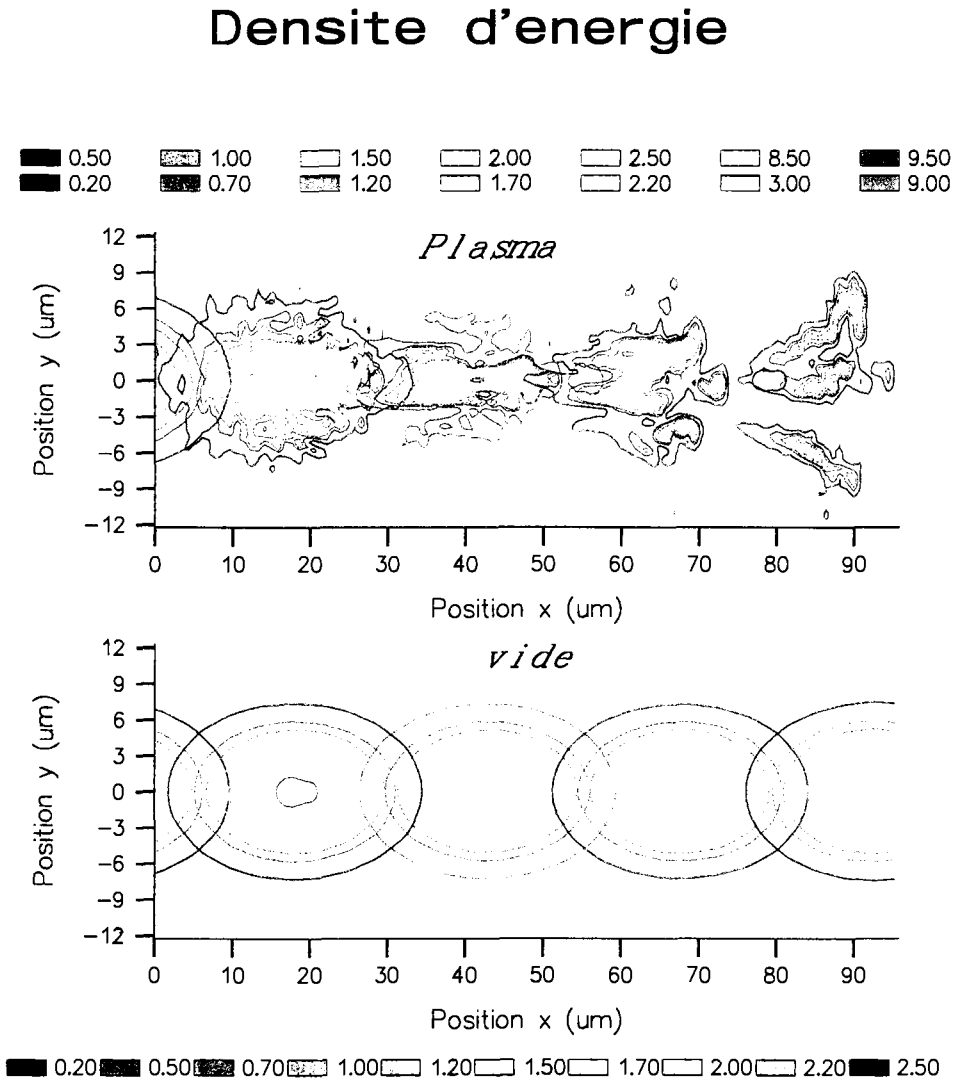 Densite d'energie
0.50 1.00 1.50 2.00 2.50 8.50 9.50
0.20 0.70 1.20 1.70 2.20 3.00 9.00
Plasma
12
9
6
3
0
−3
−6
−9
−12
Position y (um)
0 10 20 30 40 50 60 70 80 90
Position x (um)
vide
12
9
6
3
0
−3
−6
−9
−12
Position y (um)
0 10 20 30 40 50 60 70 80 90
Position x (um)
0.20 0.50 0.70 1.00 1.20 1.50 1.70 2.00 2.20 2.50